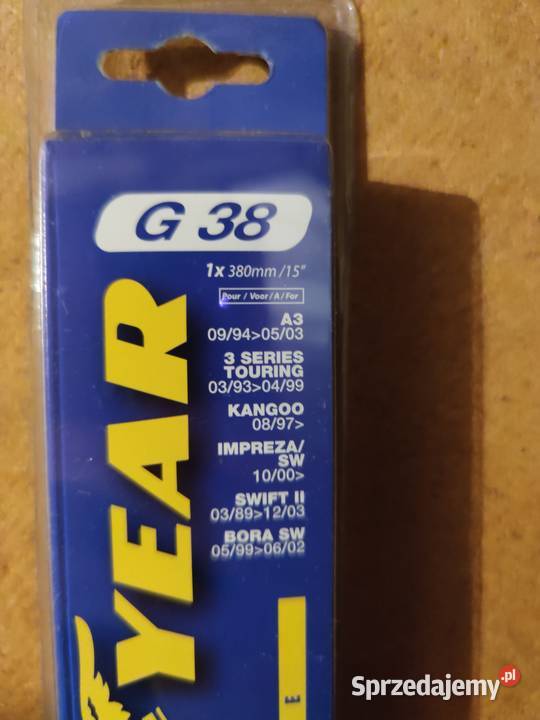 G 38
1x 380mm /15"
Pour / Voor / A / For
A3
09/94>05/03
3 SERIES
TOURING
03/93>04/99
KANGOO
08/97>
IMPREZA/
SW
10/00>
SWIFT II
03/89>12/03
BORA SW
05/99>06/02
YEAR
E
Sprzedajemy.pl